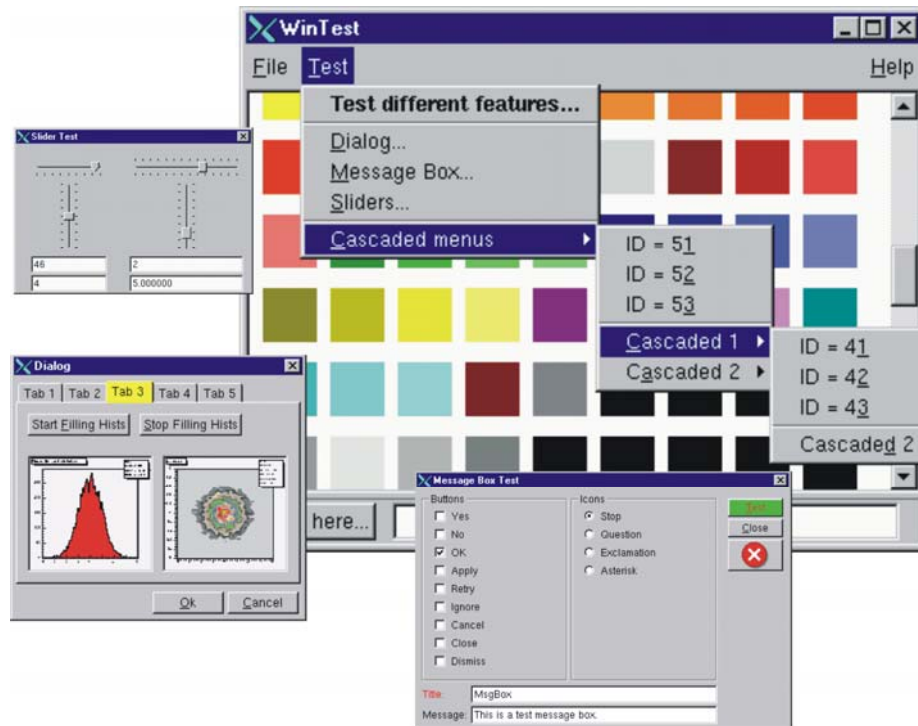 WinTest
File Test Help
Test different features...
Dialog...
Message Box...
Sliders...
Cascaded menus
ID = 51
ID = 52
ID = 53
Cascaded 1
Cascaded 2
ID = 41
ID = 42
ID = 43
Cascaded 2
here...
Slider Test
46 2
4 5.000000
Dialog
Tab 1 Tab 2 Tab 3 Tab 4 Tab 5
Start Filling Hists Stop Filling Hists
Ok Cancel
Message Box Test
Buttons
Yes
No
OK
Apply
Retry
Ignore
Cancel
Close
Dismiss
Icons
Stop
Question
Exclamation
Asterisk
Test
Close
Title: MsgBox
Message: This is a test message box.